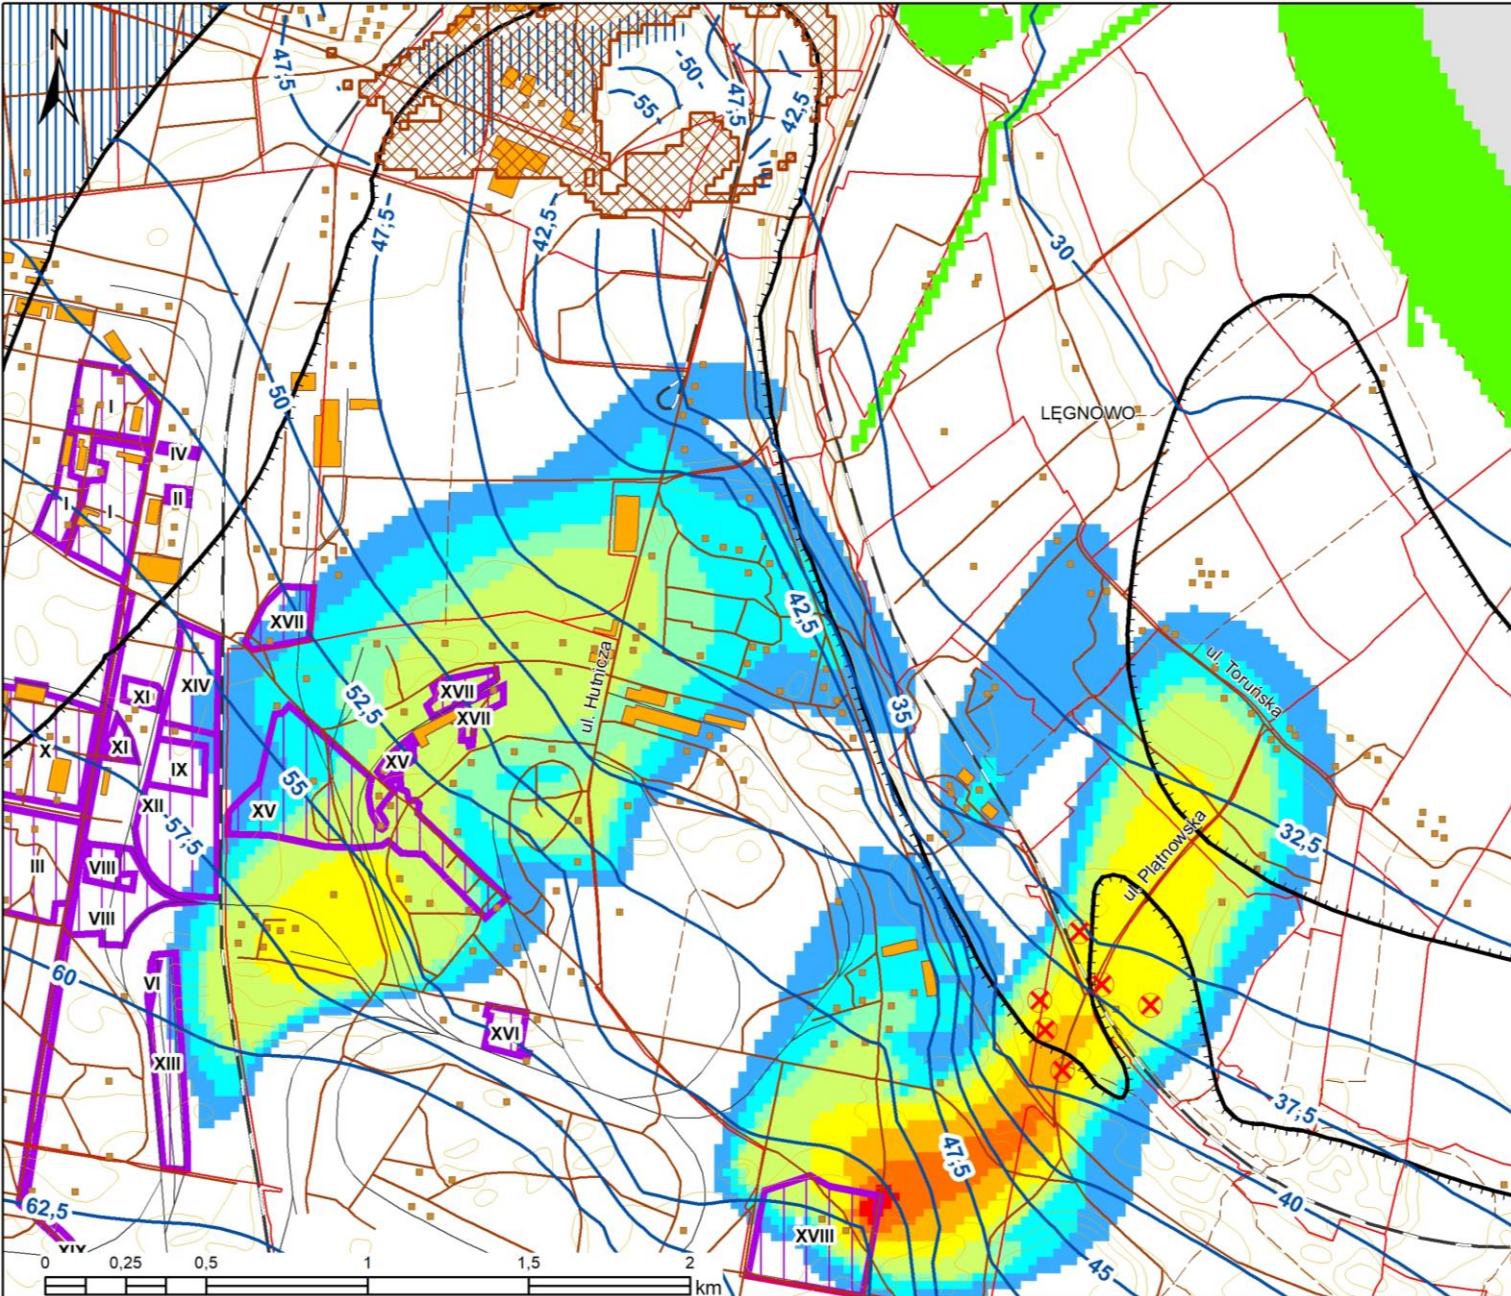 N
47,5
-50-
55-
47,5
42,5
47,5-
42,5-
30
50
I
IV
LĘGNOWO
I
I
II
XVII
42,5
ul. Hutnicza
ul. Toruńska
XIV
XI
XVII
52,5
XVII
35
XI
X
XV
IX
55
XII
XV
-57,5
32,5
ul. Plątnowska
III
VIII
VIII
60
VI
XVI
XIII
37,5
47,5
40
62,5
XVIII
XIX
45
0
0,25
0,5
1
1,5
2
km